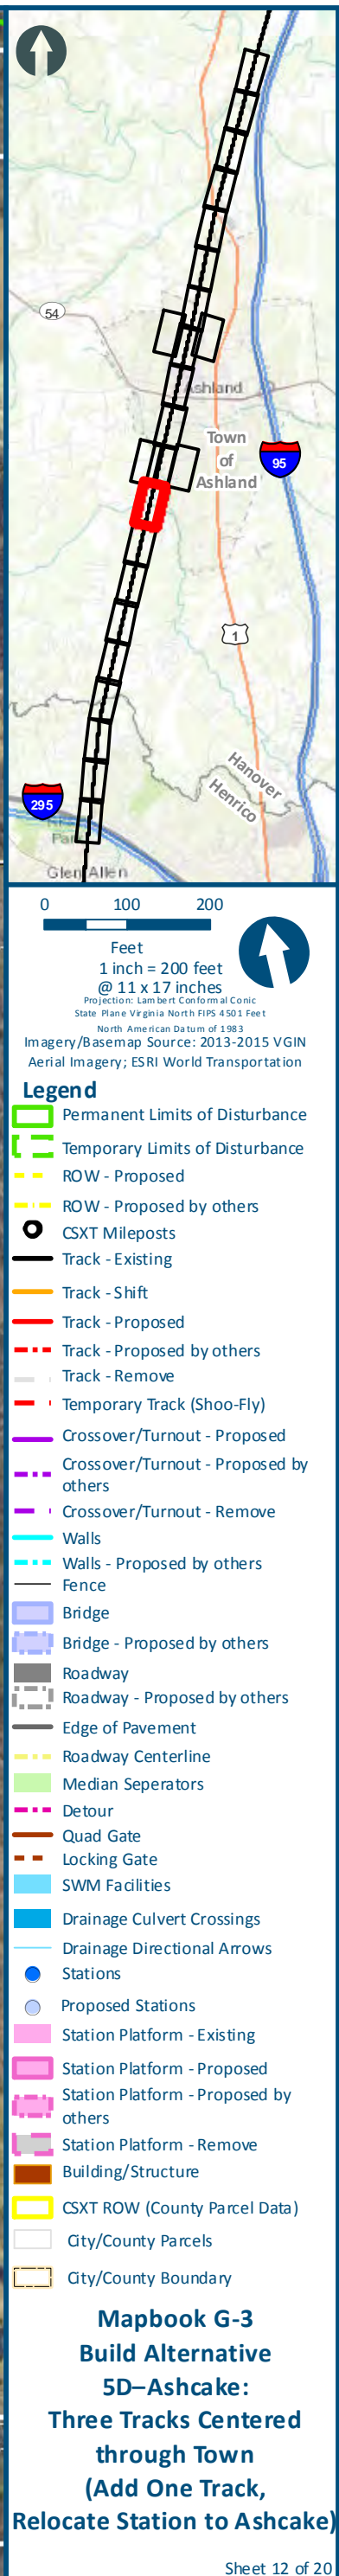 54
Ashland
Town
of
Ashland
95
1
Hanover
Henrico
295
Glen Allen
0 100 200
Feet
1 inch = 200 feet
@ 11 x 17 inches
Projection: Lambert Conformal Conic
State Plane Virginia North FIPS 4501 Feet
North American Datum of 1983
Imagery/Basemap Source: 2013-2015 VGIN
Aerial Imagery; ESRI World Transportation
Legend
Permanent Limits of Disturbance
Temporary Limits of Disturbance
ROW - Proposed
ROW - Proposed by others
CSXT Mileposts
Track - Existing
Track - Shift
Track - Proposed
Track - Proposed by others
Track - Remove
Temporary Track (Shoo-Fly)
Crossover/Turnout - Proposed
Crossover/Turnout - Proposed by
others
Crossover/Turnout - Remove
Walls
Walls - Proposed by others
Fence
Bridge
Bridge - Proposed by others
Roadway
Roadway - Proposed by others
Edge of Pavement
Roadway Centerline
Median Seperators
Detour
Quad Gate
Locking Gate
SWM Facilities
Drainage Culvert Crossings
Drainage Directional Arrows
Stations
Proposed Stations
Station Platform - Existing
Station Platform - Proposed
Station Platform - Proposed by
others
Station Platform - Remove
Building/Structure
CSXT ROW (County Parcel Data)
City/County Parcels
City/County Boundary
Mapbook G-3
Build Alternative
5D–Ashcake:
Three Tracks Centered
through Town
(Add One Track,
Relocate Station to Ashcake)
Sheet 12 of 20